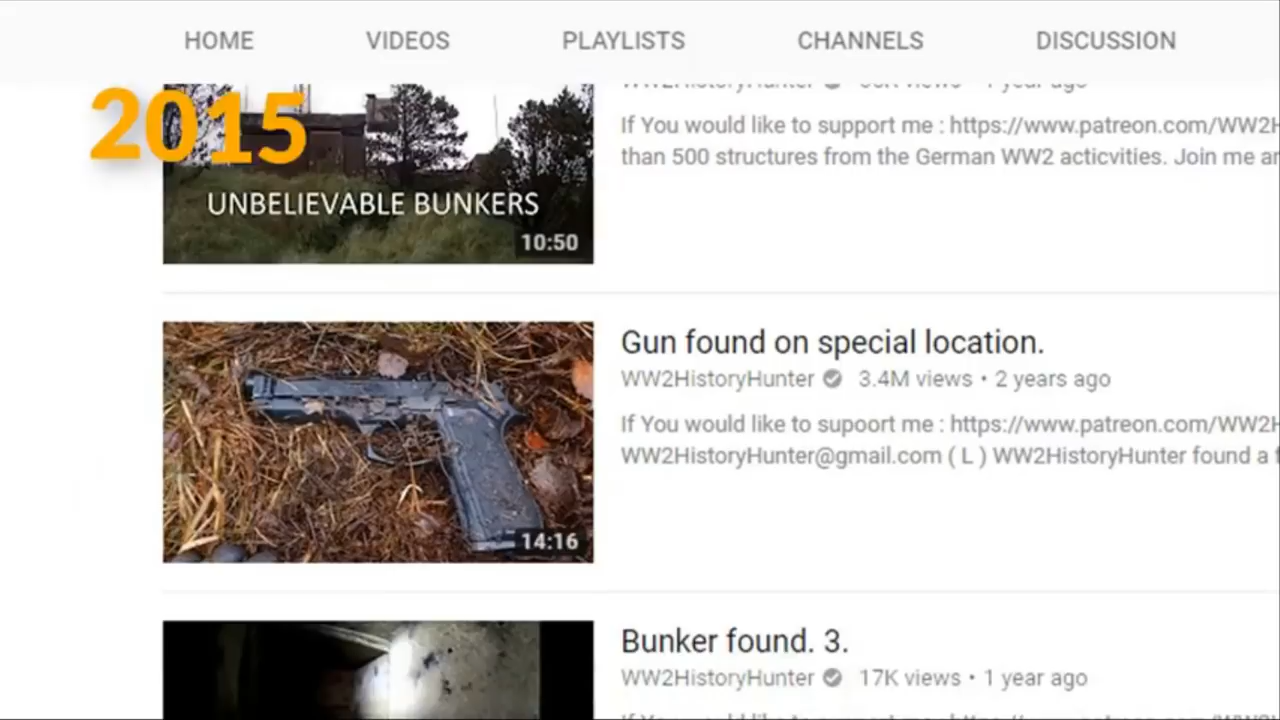 HOME VIDEOS PLAYLISTS CHANNELS DISCUSSION
2015
If You would like to support me : https://www.patreon.com/WW2H
than 500 structures from the German WW2 acticvities. Join me
UNBELIEVABLE BUNKERS
10:50
Gun found on special location.
WW2HistoryHunter 3.4M views • 2 years ago
If You would like to supoort me : https://www.patreon.com/WW2H
WW2HistoryHunter@gmail.com ( L ) WW2HistoryHunter found a
14:16
Bunker found. 3.
WW2HistoryHunter 17K views • 1 year ago